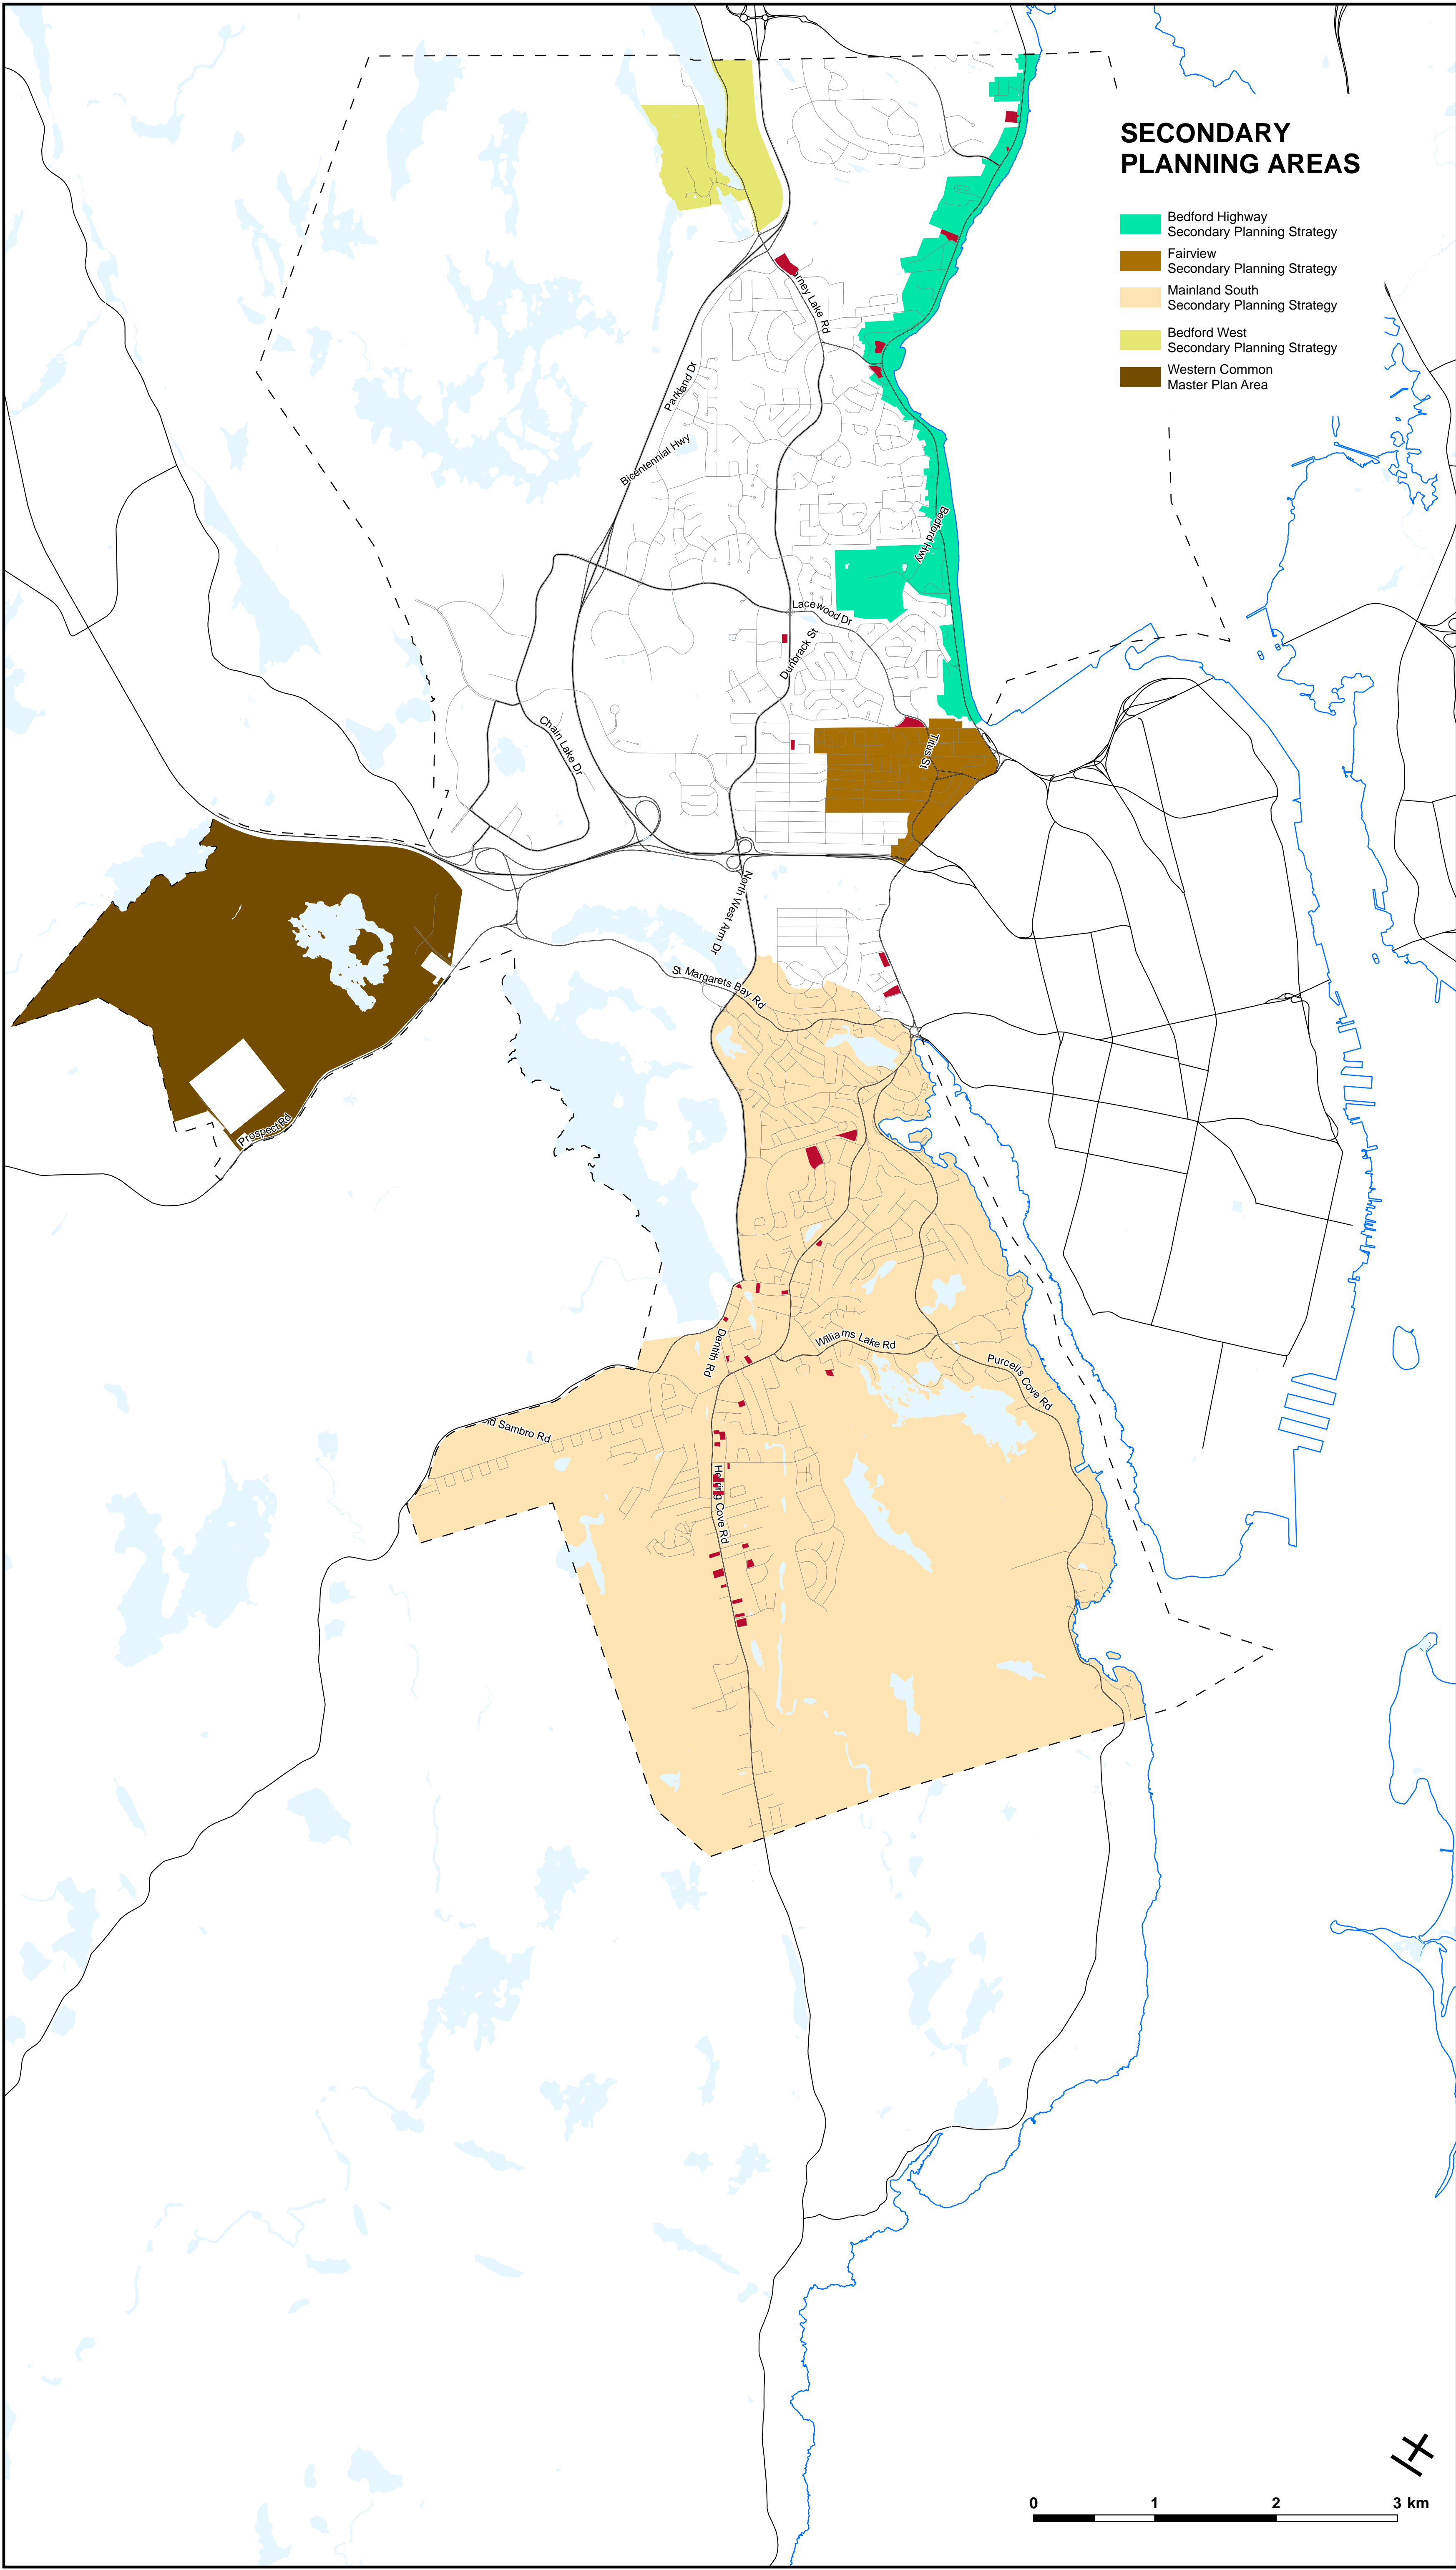 SECONDARY
PLANNING AREAS
Bedford Highway
Secondary Planning Strategy
Fairview
Secondary Planning Strategy
Mainland South
Secondary Planning Strategy
Bedford West
Secondary Planning Strategy
Western Common
Master Plan Area
rney Lake Rd
Parkland Dr
Bicentennial Hwy
Bedford Hwy
Lacewood Dr
Dunbrack St
Chain Lake Dr
Titus St
North West Arm Dr
St Margarets Bay Rd
Prospect Rd
Dentith Rd
Williams Lake Rd
Purcells Cove Rd
ld Sambro Rd
Herring Cove Rd
0 1 2 3 km